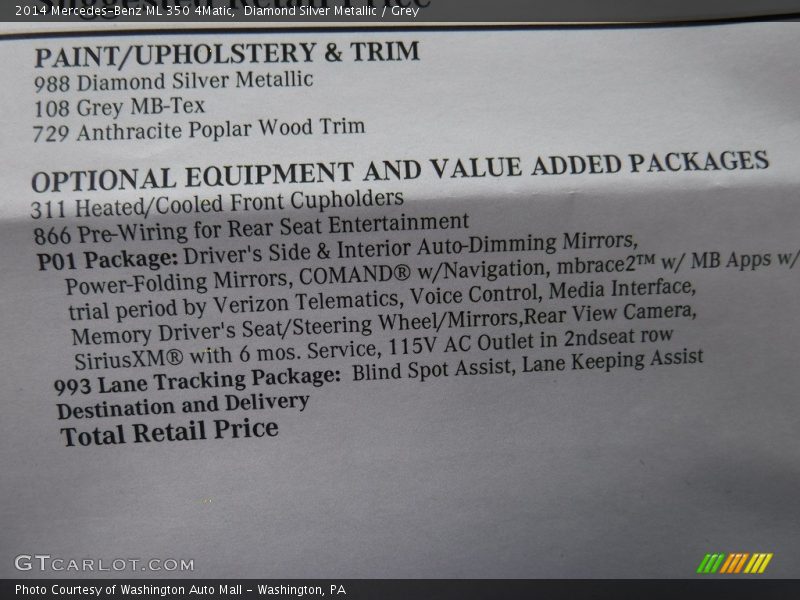 2014 Mercedes-Benz ML 350 4Matic, Diamond Silver Metallic / Grey
Suggested Retail Price
PAINT/UPHOLSTERY & TRIM
988 Diamond Silver Metallic
108 Grey MB-Tex
729 Anthracite Poplar Wood Trim
OPTIONAL EQUIPMENT AND VALUE ADDED PACKAGES
311 Heated/Cooled Front Cupholders
866 Pre-Wiring for Rear Seat Entertainment
P01 Package: Driver's Side & Interior Auto-Dimming Mirrors,
Power-Folding Mirrors, COMAND® w/Navigation, mbrace2™ w/ MB Apps w/
trial period by Verizon Telematics, Voice Control, Media Interface,
Memory Driver's Seat/Steering Wheel/Mirrors,Rear View Camera,
SiriusXM® with 6 mos. Service, 115V AC Outlet in 2ndseat row
993 Lane Tracking Package: Blind Spot Assist, Lane Keeping Assist
Destination and Delivery
Total Retail Price
GTCARLOT.COM
Photo Courtesy of Washington Auto Mall - Washington, PA